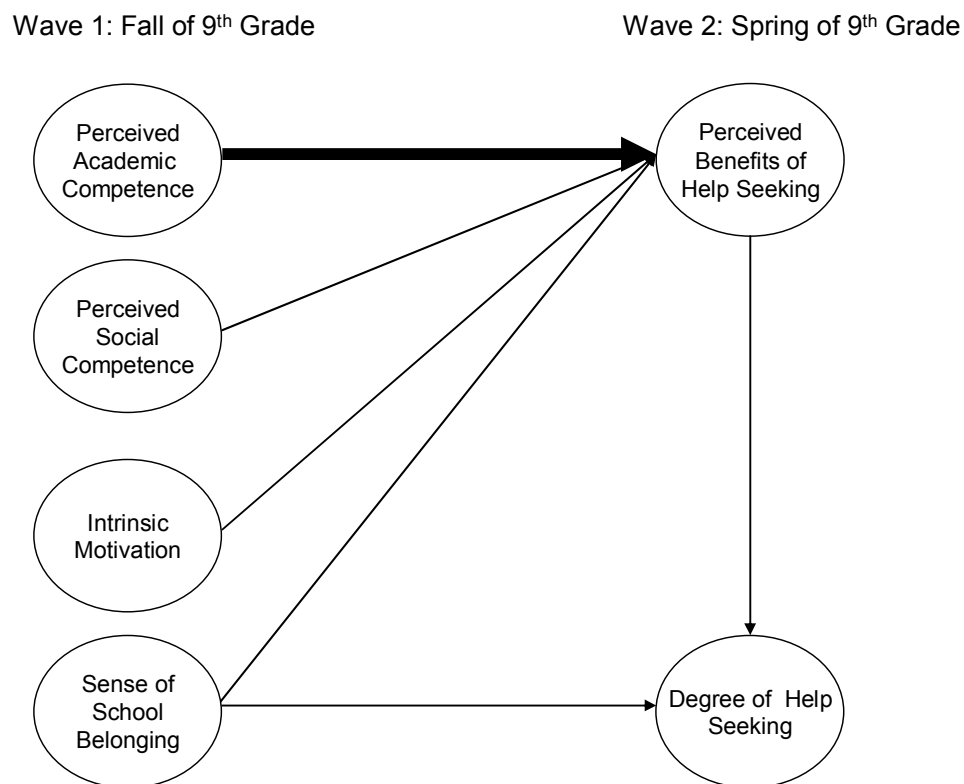 Wave 1: Fall of 9th Grade
Wave 2: Spring of 9th Grade
Perceived
Academic
Competence
Perceived
Benefits of
Help Seeking
Perceived
Social
Competence
Intrinsic
Motivation
Sense of
School
Belonging
Degree of Help
Seeking